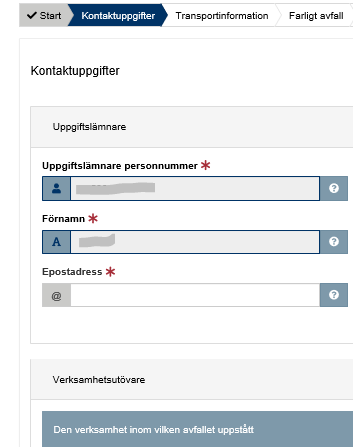 Start Kontaktuppgifter Transportinformation Farligt avfall
Kontaktuppgifter
Uppgiftslämnare
Uppgiftslämnare personnummer *
?
Förnamn *
A ?
Epostadress *
@ ?
Verksamhetsutövare
Den verksamhet inom vilken avfallet uppstått